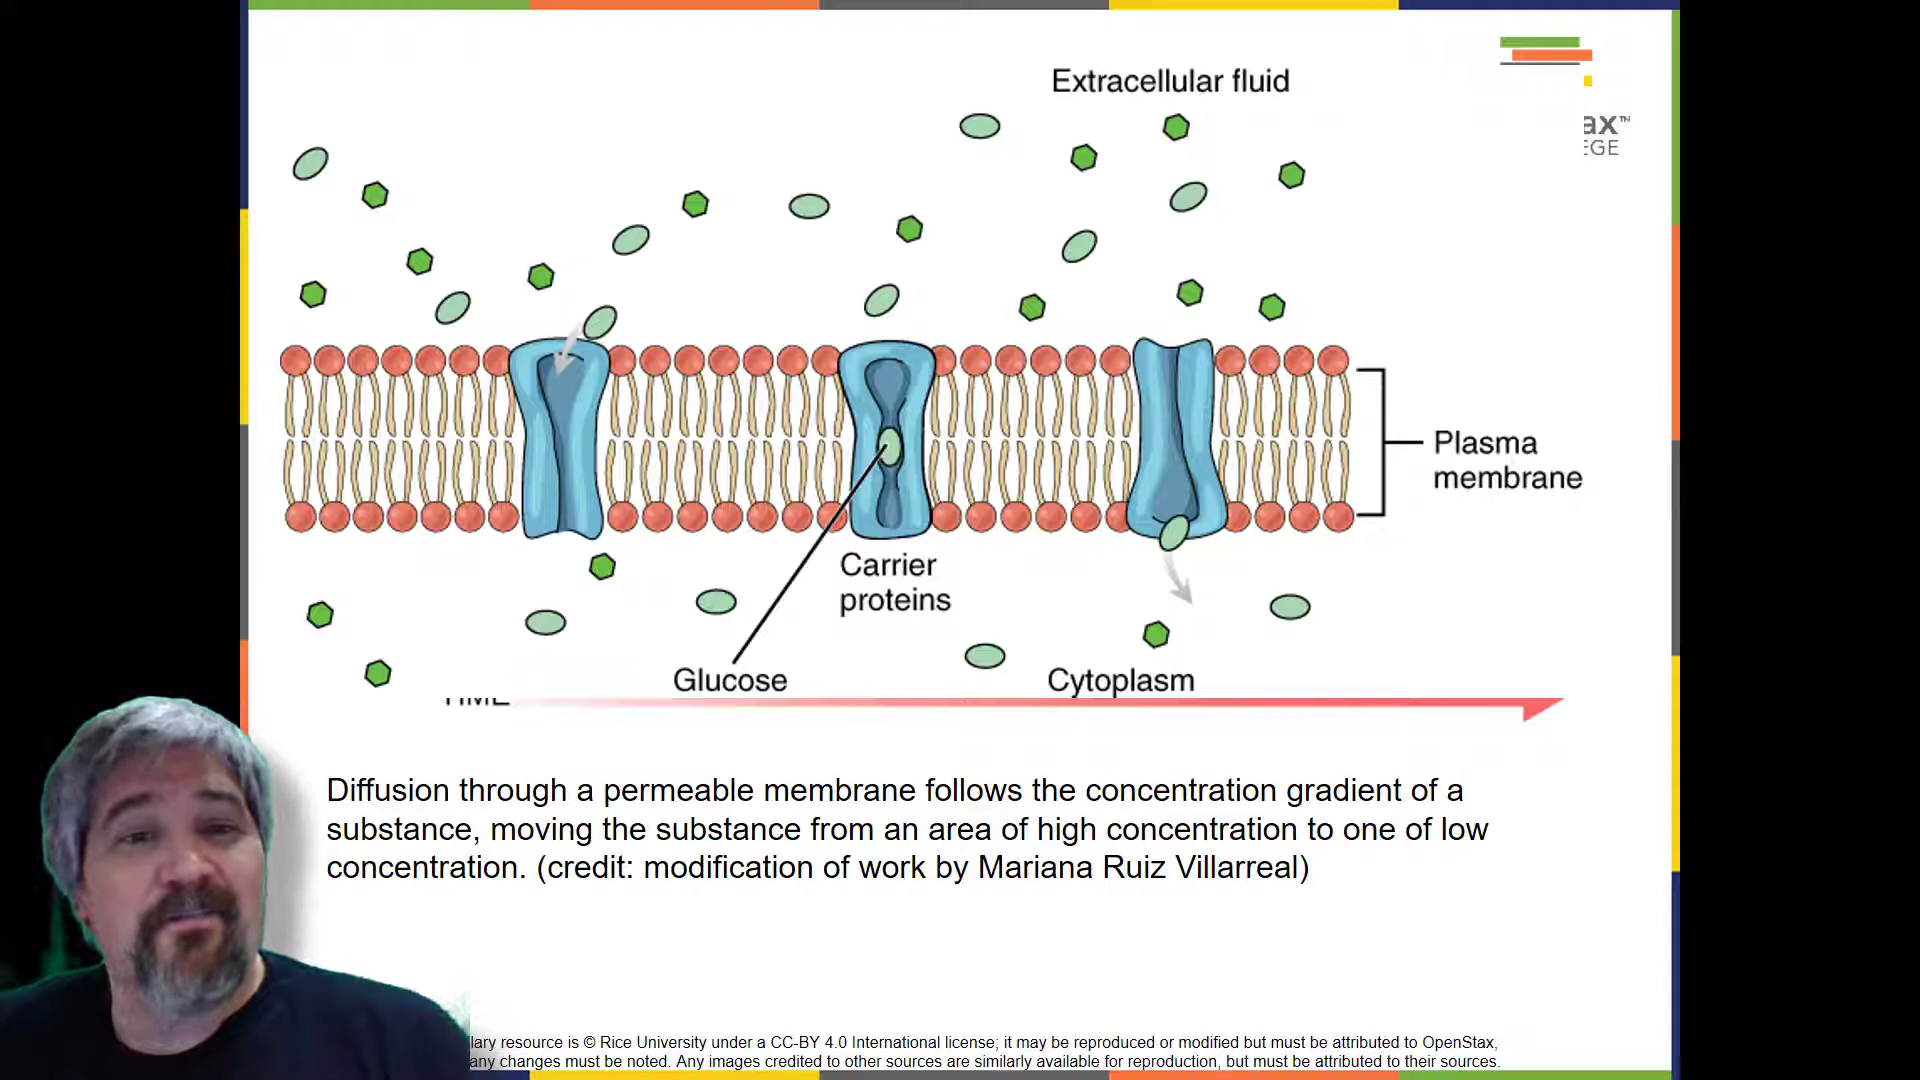 Extracellular fluid
ax™
EGE
Plasma
membrane
Carrier
proteins
Glucose
Cytoplasm
Diffusion through a permeable membrane follows the concentration gradient of a
substance, moving the substance from an area of high concentration to one of low
concentration. (credit: modification of work by Mariana Ruiz Villarreal)
lary resource is © Rice University under a CC-BY 4.0 International license; it may be reproduced or modified but must be attributed to OpenStax,
any changes must be noted. Any images credited to other sources are similarly available for reproduction, but must be attributed to their sources.